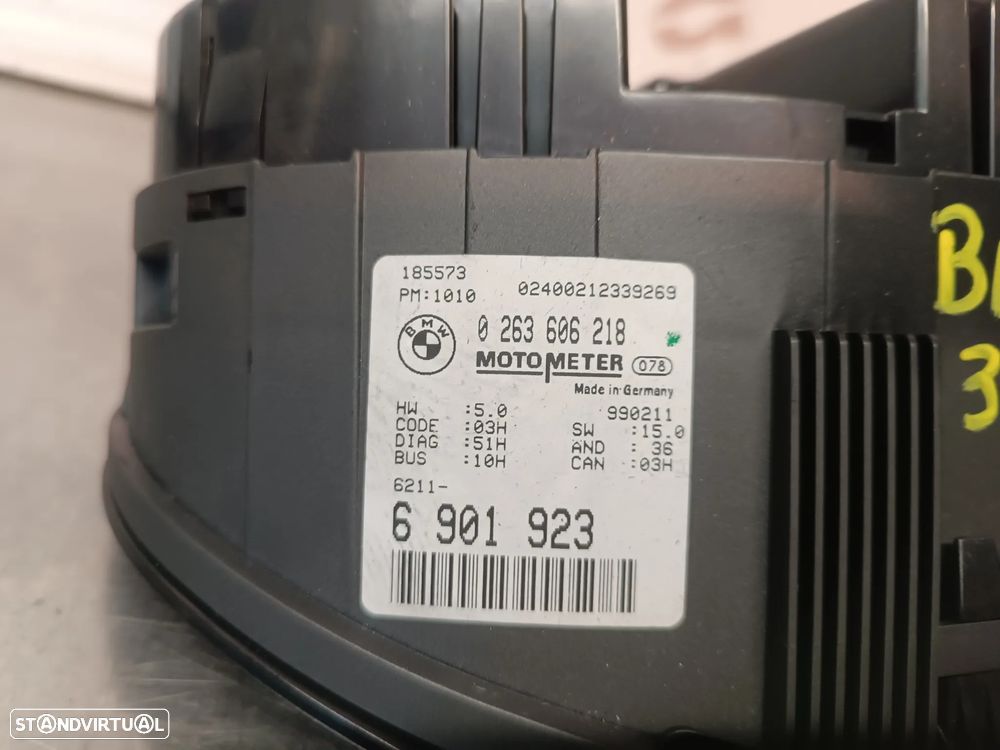 185573
PM:1010 02400212339269
BMW 0 263 606 218
MOTOMETER 078
Made in Germany
HW :5.0 990211
CODE :03H SW :15.0
DIAG :51H AND : 36
BUS :10H CAN :03H
6211-
6 901 923
B
3
STANDVIRTUAL